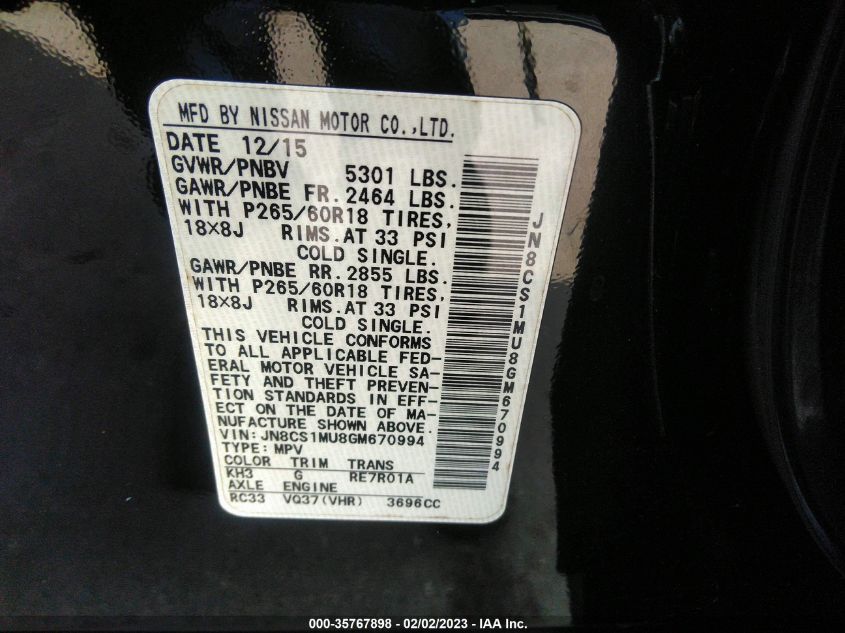 MFD BY NISSAN MOTOR CO.,LTD.
DATE 12/15
GVWR/PNBV 5301 LBS.
GAWR/PNBE FR. 2464 LBS.
WITH P265/60R18 TIRES,
18×8J RIMS.AT 33 PSI
COLD SINGLE.
GAWR/PNBE RR. 2855 LBS.
WITH P265/60R18 TIRES,
18×8J RIMS.AT 33 PSI
COLD SINGLE.
THIS VEHICLE CONFORMS
TO ALL APPLICABLE FED-
ERAL MOTOR VEHICLE SA-
FETY AND THEFT PREVEN-
TION STANDARDS IN EFF-
ECT ON THE DATE OF MA-
NUFACTURE SHOWN ABOVE.
VIN: JN8CS1MU8GM670994
TYPE: MPV
COLOR TRIM TRANS
KH3 G RE7R01A
AXLE ENGINE
RC33 VQ37(VHR) 3696CC
JN8CS1MU8GM670994
000-35767898 - 02/02/2023 - IAA Inc.